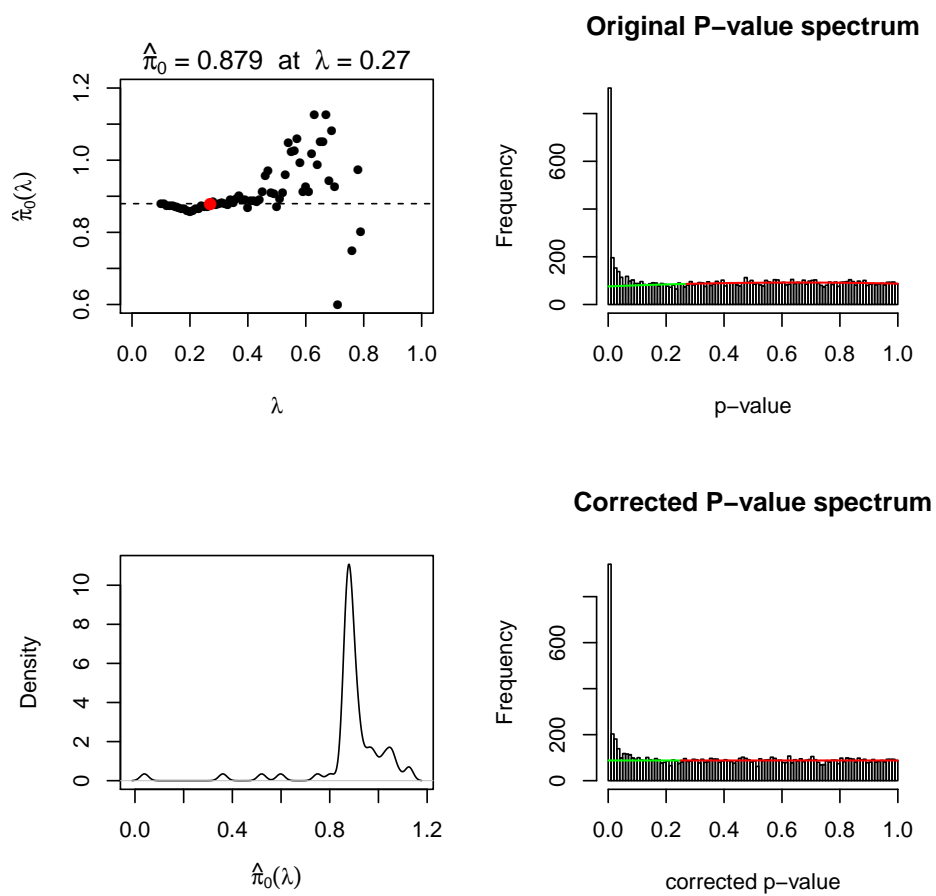 π̂₀ = 0.879 at λ = 0.27
π̂₀(λ)
1.2
1.0
0.8
0.6
0.0 0.2 0.4 0.6 0.8 1.0
λ
Original P−value spectrum
Frequency
600
200
0
0.0 0.2 0.4 0.6 0.8 1.0
p−value
Density
10
8
6
4
2
0
0.0 0.4 0.8 1.2
π̂₀(λ)
Corrected P−value spectrum
Frequency
600
200
0
0.0 0.2 0.4 0.6 0.8 1.0
corrected p−value